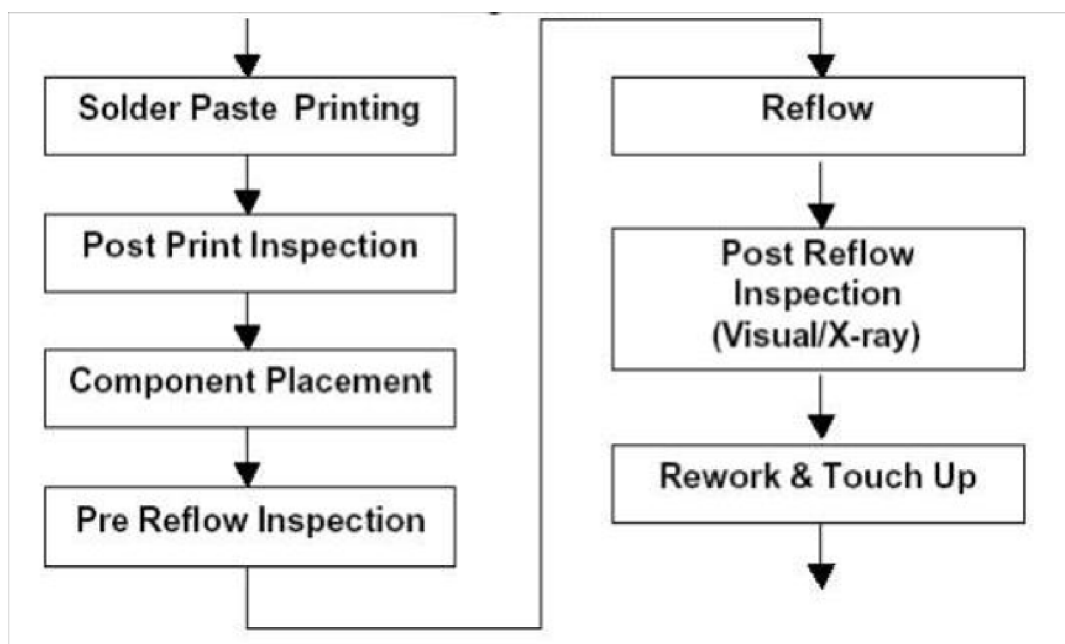 Solder Paste Printing
Post Print Inspection
Component Placement
Pre Reflow Inspection
Reflow
Post Reflow
Inspection
(Visual/X-ray)
Rework & Touch Up